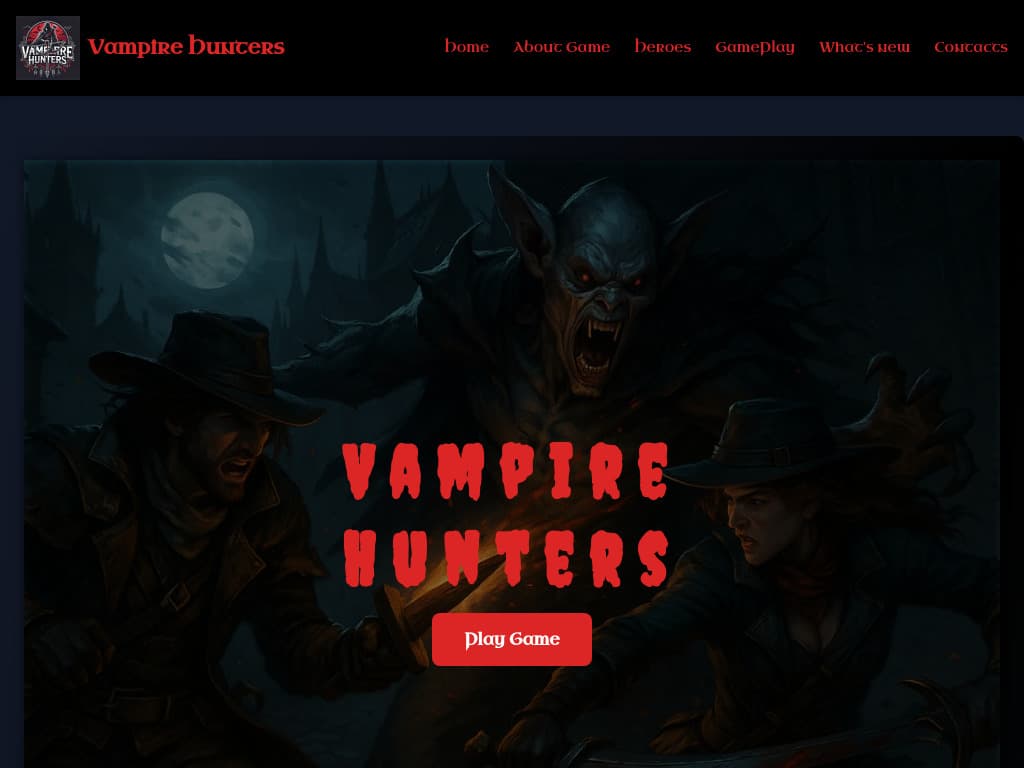 VAMPIRE
HUNTERS
Vampire Hunters
Home
About Game
Heroes
GamePlay
What's new
Contacts
VAMPIRE
HUNTERS
Play Game